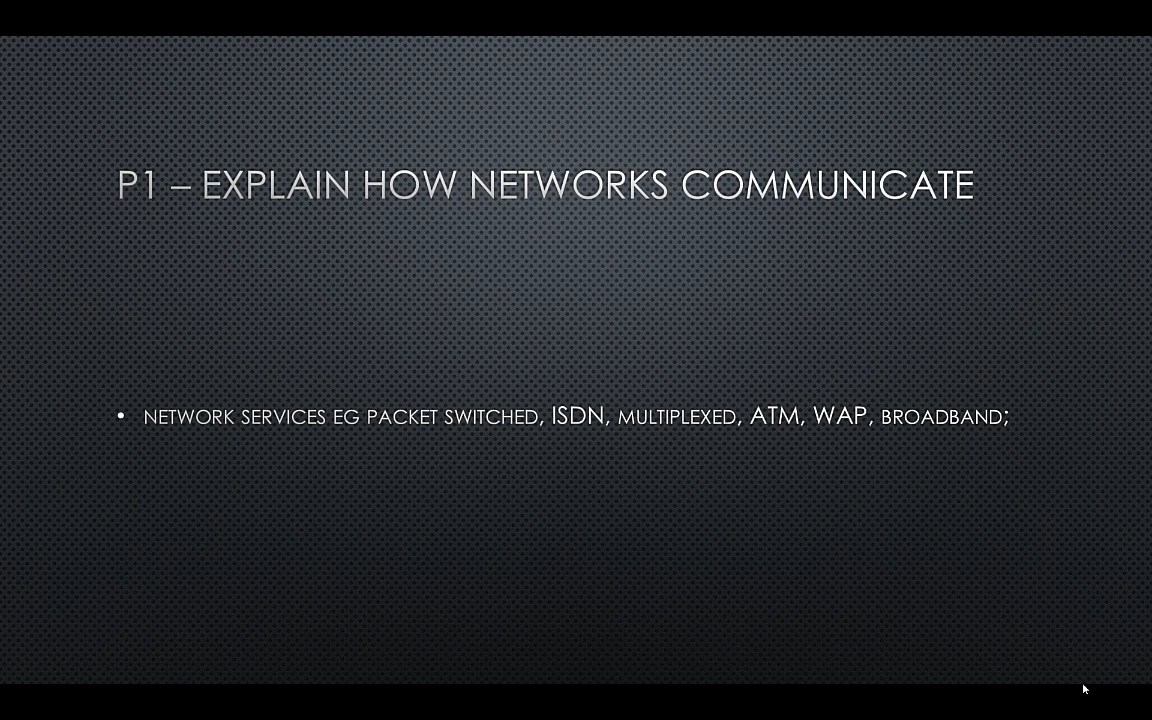 P1 – EXPLAIN HOW NETWORKS COMMUNICATE
• NETWORK SERVICES EG PACKET SWITCHED, ISDN, MULTIPLEXED, ATM, WAP, BROADBAND;